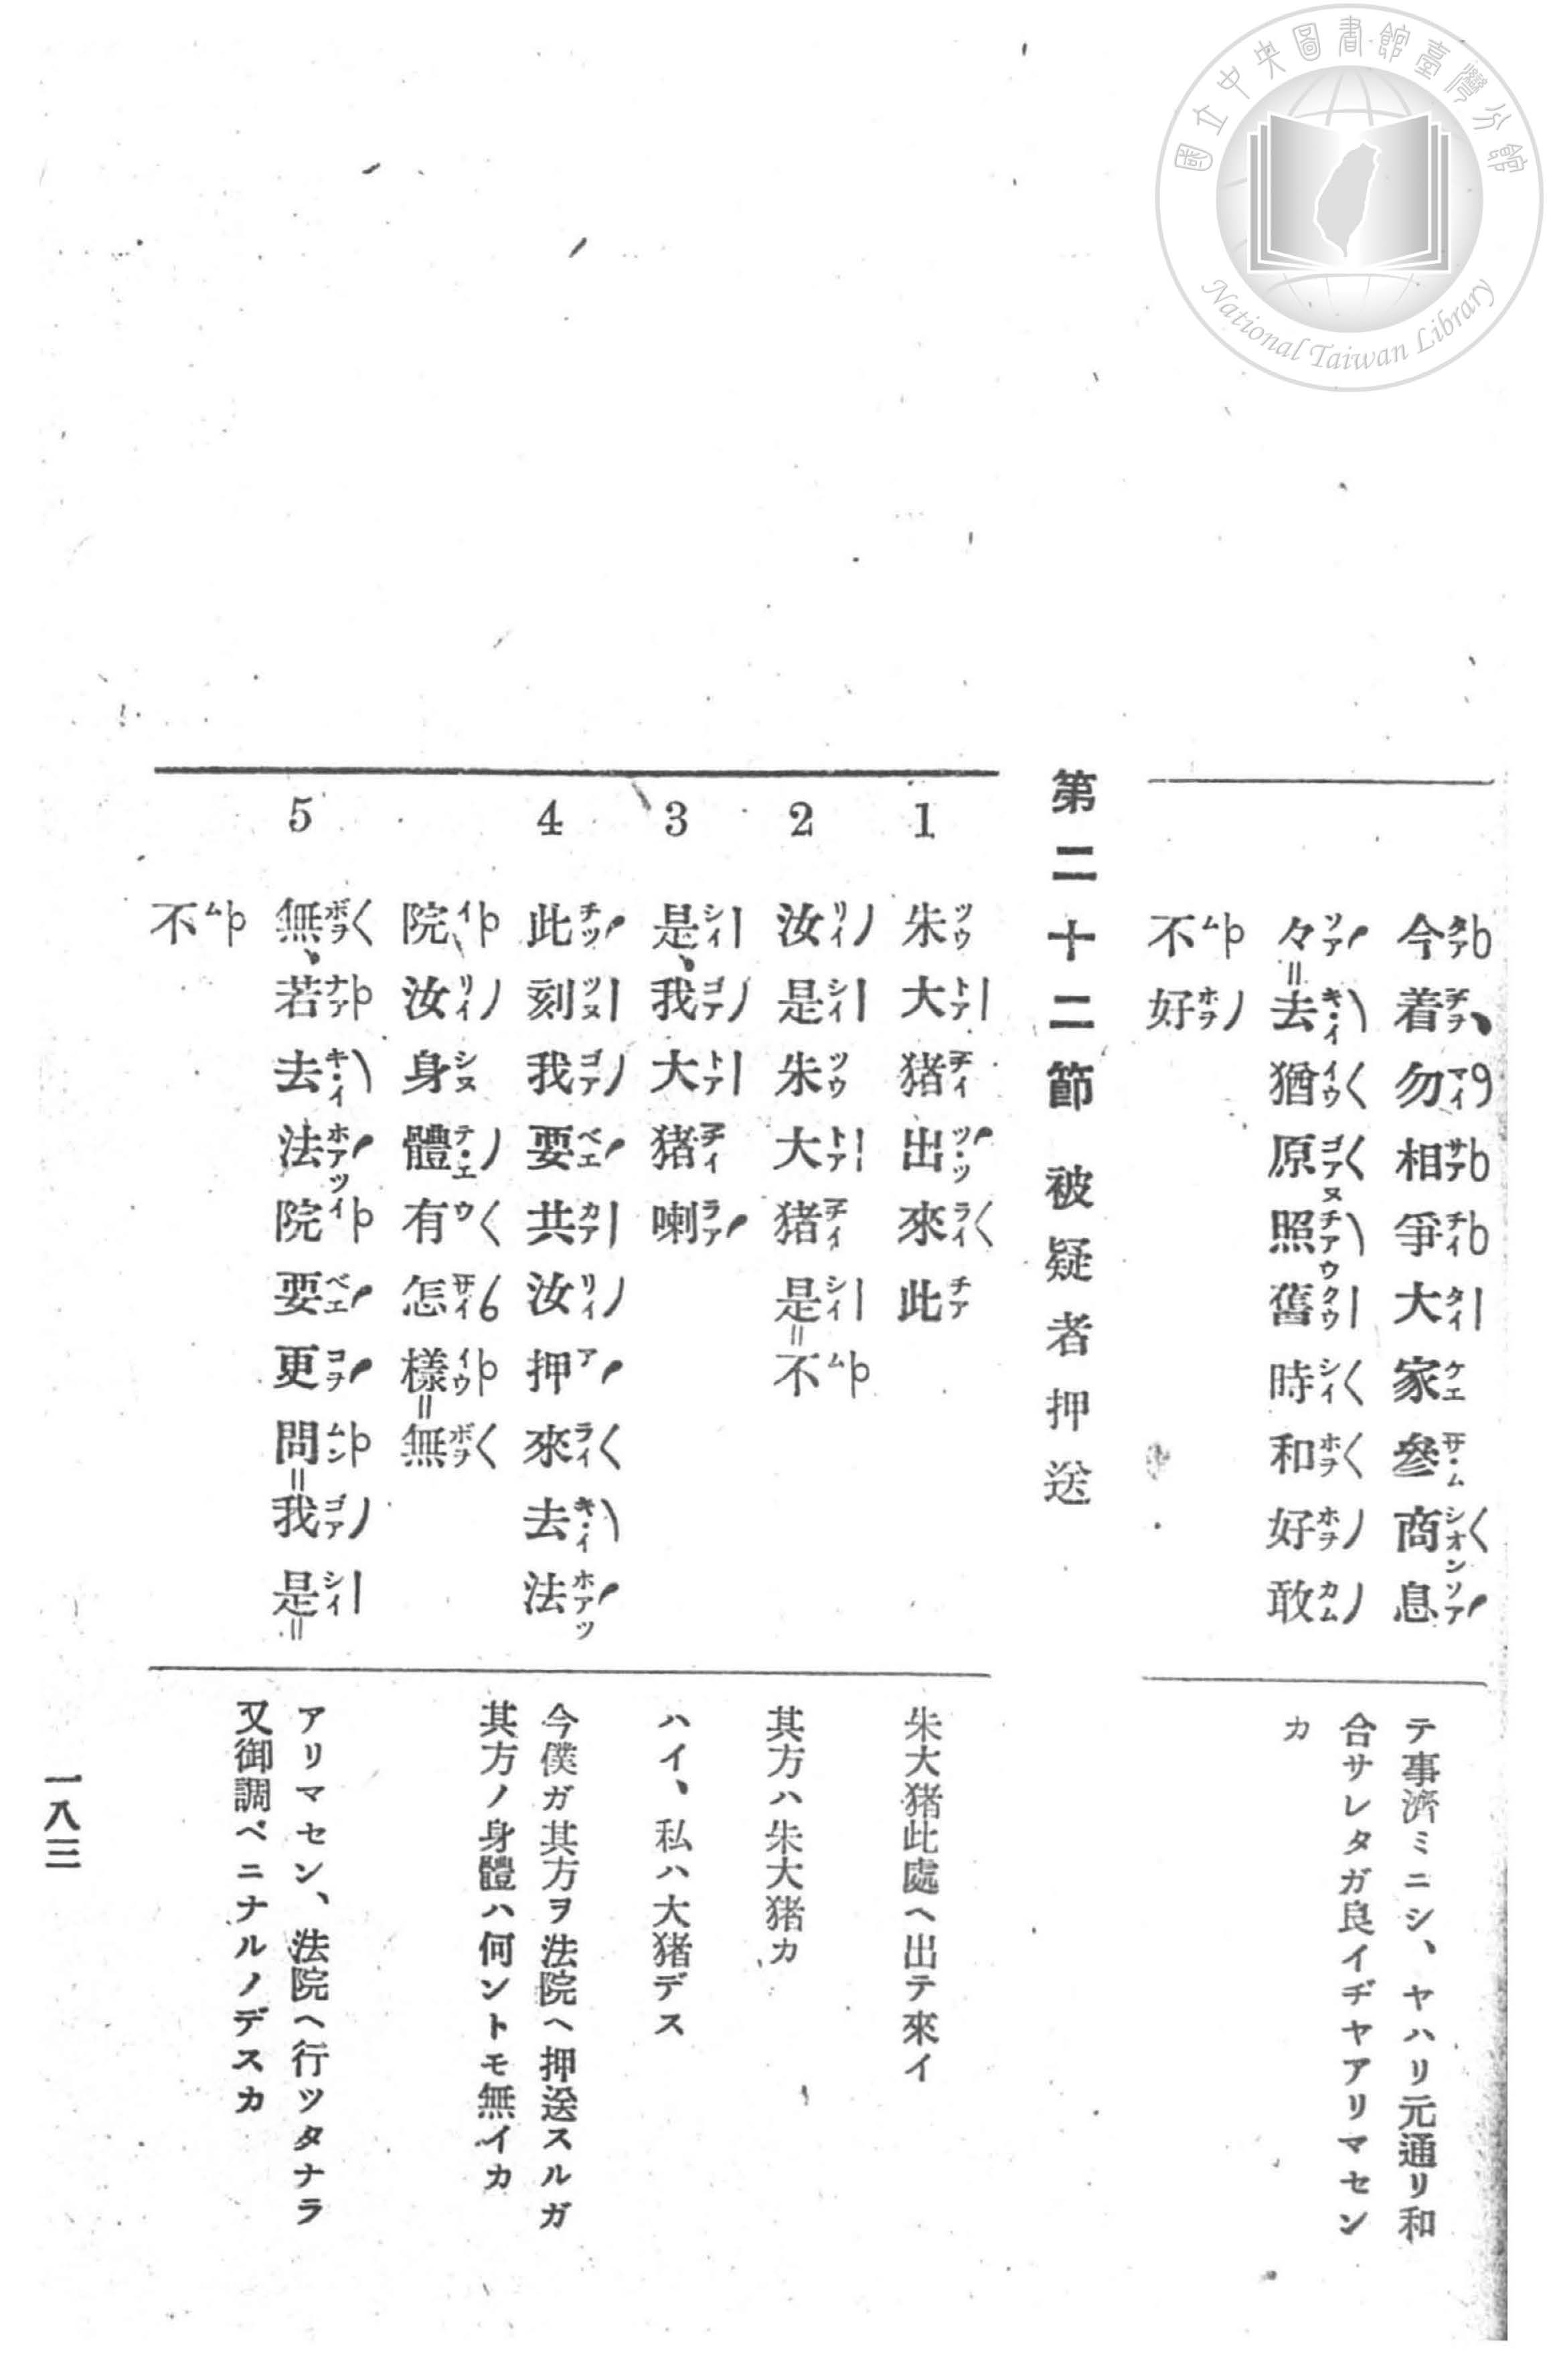 國立中央圖書館臺灣分館
National Taiwan Library
今着勿相爭大家參商息
々=去猶原照舊時和好敢
不好
テ事濟ミニシ、ヤハリ元通リ和
合サレタガ良イヂヤアリマセン
カ
第二十二節 被疑者押送
1 朱大猪出來此
朱大猪此處ヘ出テ來イ
2 汝是朱大猪是=不
其方ハ朱大猪カ
3 是、我大猪喇
ハイ、私ハ大猪デス
4 此刻我要共汝押來去法
院汝身體有怎樣=無
今僕ガ其方ヲ法院ヘ押送スルガ
其方ノ身體ハ何ントモ無イカ
5 無、若去法院要更問=我是=
不
アリマセン、法院ヘ行ツタナラ
又御調ベニナルノデスカ
一八三